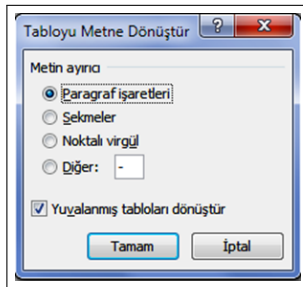 Tabloyu Metne Dönüştür
Metin ayırıcı
Paragraf işaretleri
Sekmeler
Noktalı virgül
Diğer: -
Yuvalanmış tabloları dönüştür
Tamam İptal